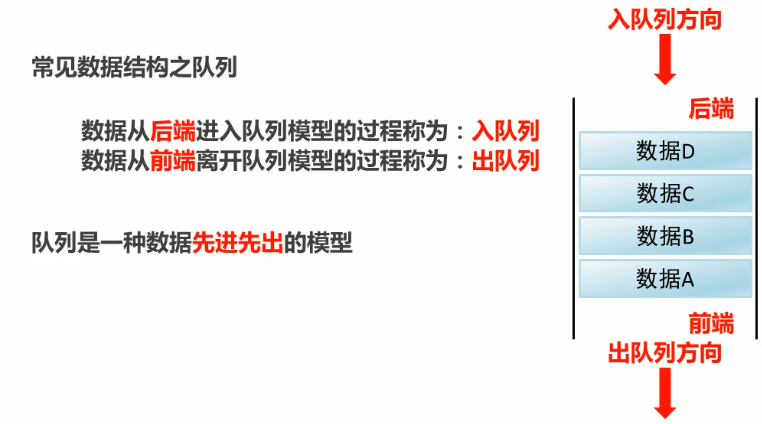 常见数据结构之队列
数据从后端进入队列模型的过程称为：入队列
数据从前端离开队列模型的过程称为：出队列
队列是一种数据先进先出的模型
入队列方向
后端
数据D
数据C
数据B
数据A
前端
出队列方向